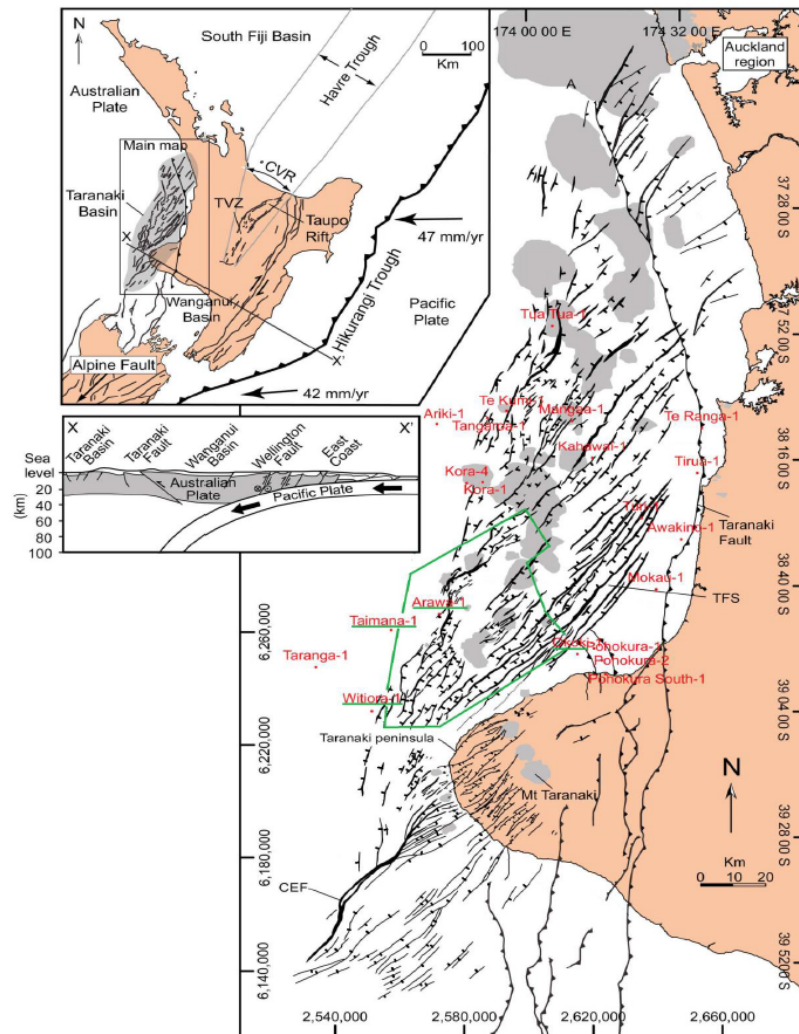 N
South Fiji Basin
0 100
Km
Australian
Plate
Havre Trough
Main map
CVR
TVZ
Taupo
Rift
Taranaki
Basin
X
47 mm/yr
Wanganui
Basin
Hikurangi Trough
Pacific
Plate
X'
Alpine Fault
42 mm/yr
X
X'
Taranaki
Basin
Taranaki
Fault
Wanganui
Basin
Wellington
Fault
East
Coast
Sea
level
20
40
60
80
100
(km)
Australian
Plate
Pacific Plate
174 00 00 E
174 32 00 E
Auckland
region
A
37 28 00 S
37 52 00 S
38 16 00 S
38 40 00 S
39 04 00 S
39 28 00 S
39 52 00 S
Tua Tua-1
Te Kumi-1
Mangaa-1
Ariki-1
Tangaroa-1
Te Ranga-1
Kahawai-1
Kora-4
Kora-1
Tirua-1
Turi-1
Taranaki
Fault
Awakino-1
Mokau-1
TFS
Arawa-1
Taimana-1
Taranga-1
Pohokura-1
Pohokura-2
Pohokura South-1
Witiora-1
Taranaki peninsula
Mt Taranaki
N
Km
0 10 20
CEF
6,260,000
6,220,000
6,180,000
6,140,000
2,540,000
2,580,000
2,620,000
2,660,000